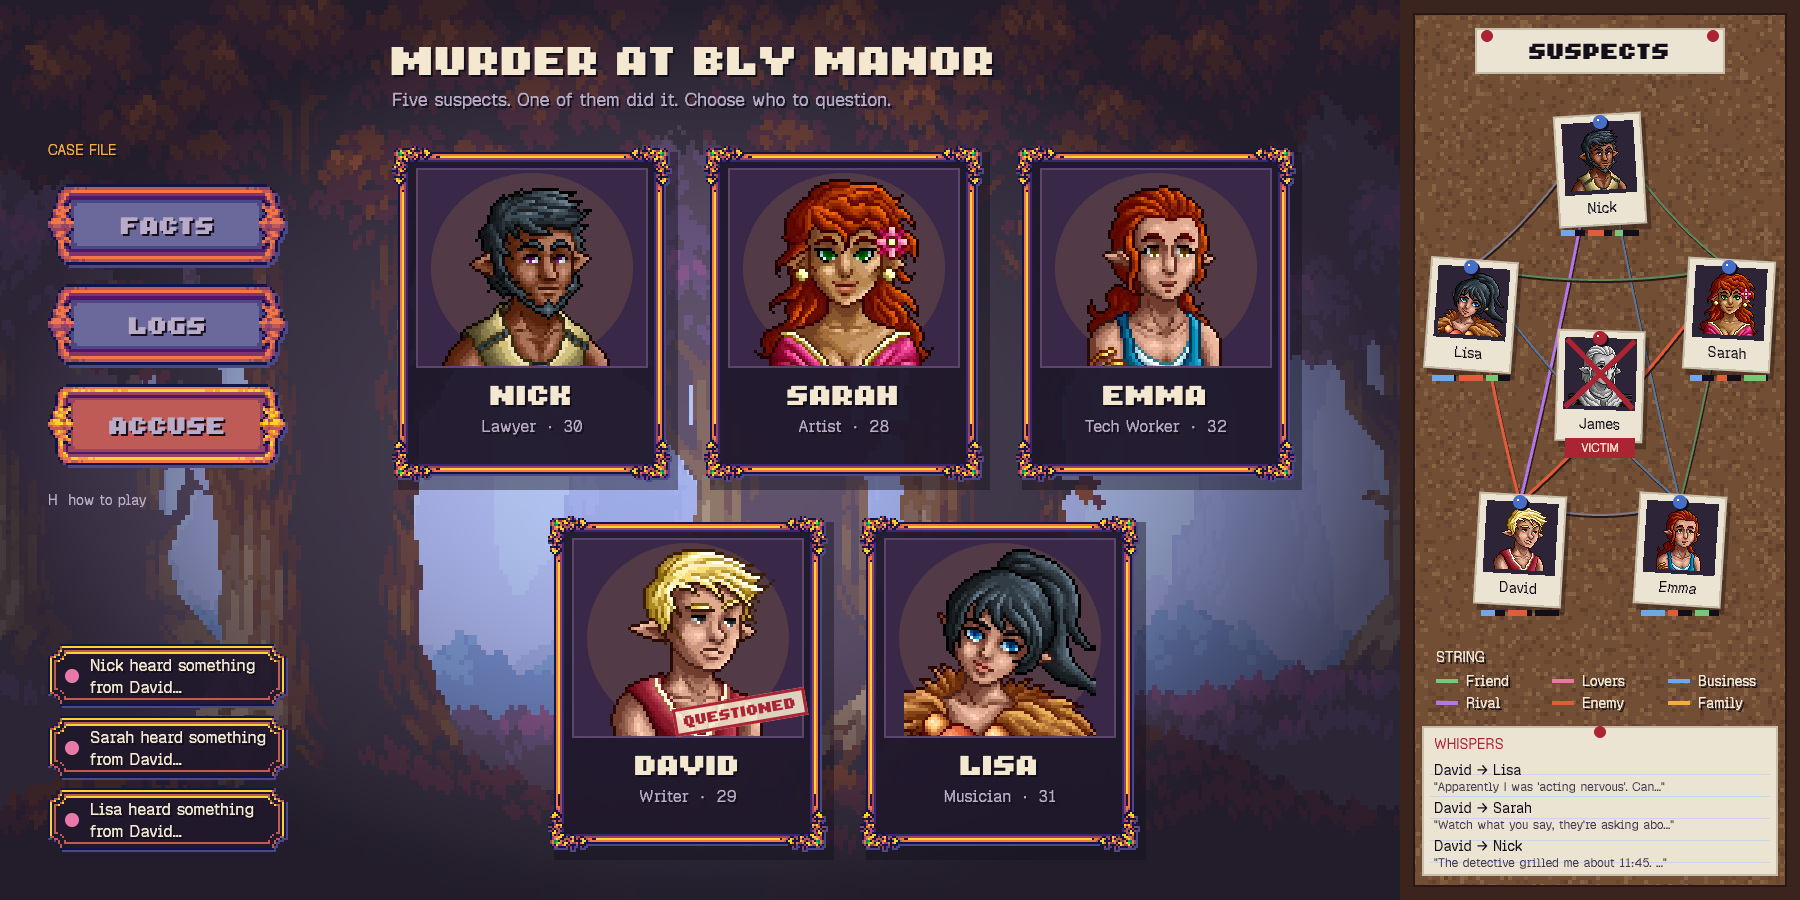 MURDER AT BLY MANOR
Five suspects. One of them did it. Choose who to question.
CASE FILE
FACTS
LOGS
ACCUSE
H how to play
Nick heard something
from David...
Sarah heard something
from David...
Lisa heard something
from David...
NICK
Lawyer · 30
SARAH
Artist · 28
EMMA
Tech Worker · 32
QUESTIONED
DAVID
Writer · 29
LISA
Musician · 31
SUSPECTS
Nick
Lisa
Sarah
James
VICTIM
David
Emma
STRING
Friend
Lovers
Business
Rival
Enemy
Family
WHISPERS
David → Lisa
"Apparently I was 'acting nervous'. Can..."
David → Sarah
"Watch what you say, they're asking abo..."
David → Nick
"The detective grilled me about 11:45. ..."